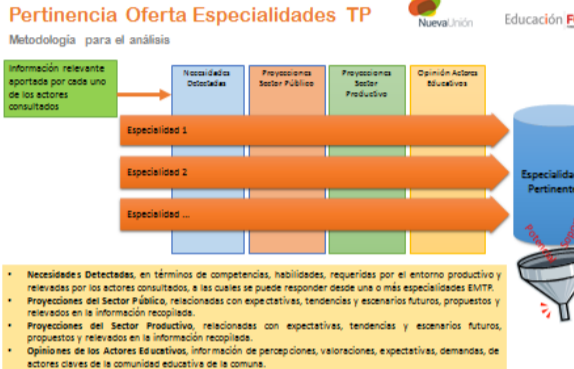 Pertinencia Oferta Especialidades TP
NuevaUnión
Educación
Metodología para el análisis
Información relevante
aportada por cada uno
de los actores
consultados
Necesidades
Detectadas
Proyecciones
Sector Público
Proyecciones
Sector
Productivo
Opinión Actores
Educativos
Especialidad 1
Especialidad 2
Especialidad ...
• Necesidades Detectadas, en términos de competencias, habilidades, requeridas por el entorno productivo y
relevadas por los actores consultados, a las cuales se puede responder desde una o más especialidades EMTP.
• Proyecciones del Sector Público, relacionadas con expectativas, tendencias y escenarios futuros, propuestos y
relevados en la información recopilada.
• Proyecciones del Sector Productivo, relacionadas con expectativas, tendencias y escenarios futuros,
propuestos y relevados en la información recopilada.
• Opiniones de los Actores Educativos, información de percepciones, valoraciones, expectativas, demandas, de
actores claves de la comunidad educativa de la comuna.